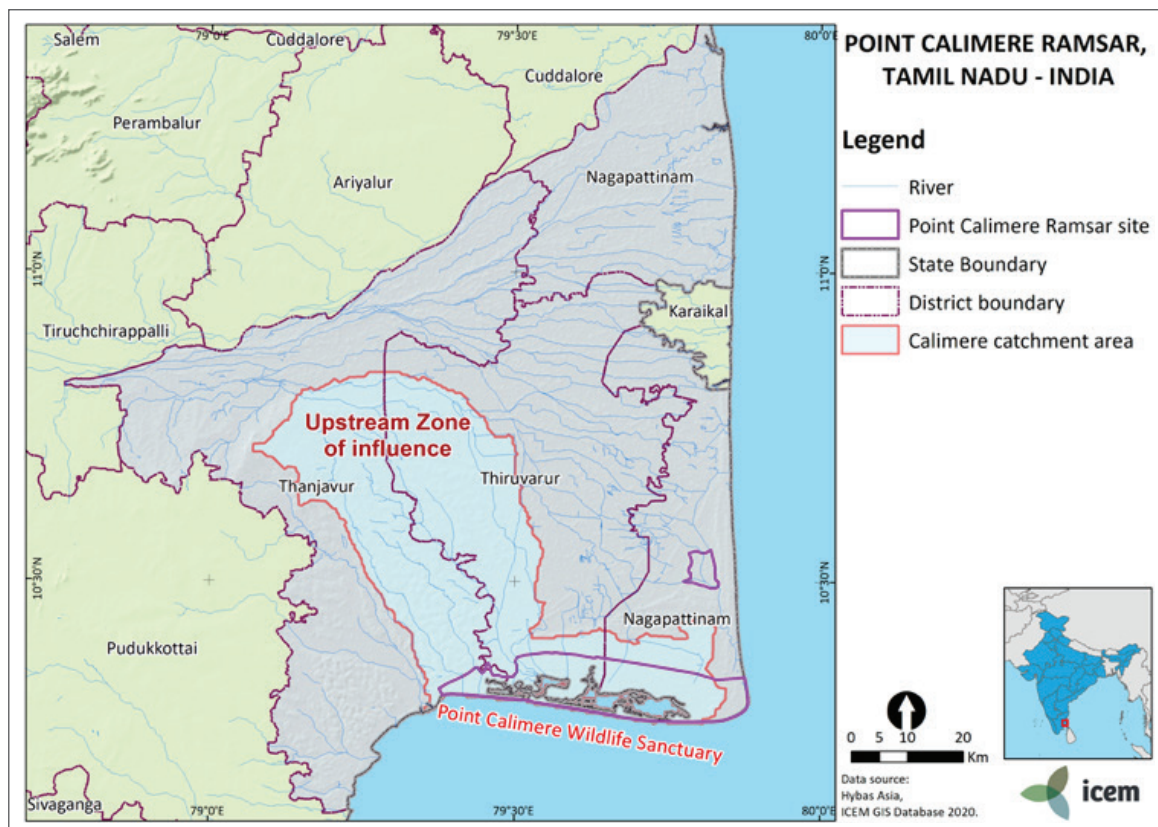 79°0'E
79°30'E
80°0'E
Salem
Cuddalore
Cuddalore
Perambalur
Ariyalur
Nagapattinam
11°0'N
11°0'N
Karaikal
Tiruchchirappalli
Upstream Zone
of influence
Thanjavur
Thiruvarur
10°30'N
10°30'N
Nagapattinam
Pudukkottai
Point Calimere Wildlife Sanctuary
Sivaganga
79°0'E
79°30'E
80°0'E
POINT CALIMERE RAMSAR,
TAMIL NADU - INDIA
Legend
River
Point Calimere Ramsar site
State Boundary
District boundary
Calimere catchment area
0 5 10 20
Km
Data source:
Hybas Asia,
ICEM GIS Database 2020.
icem